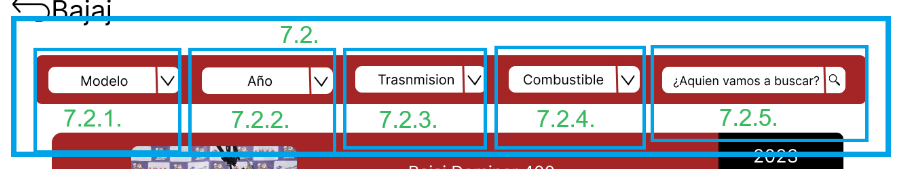 Bajaj
7.2.
Modelo Año Trasnmision Combustible ¿Aquien vamos a buscar?
7.2.1. 7.2.2. 7.2.3. 7.2.4. 7.2.5.
2023